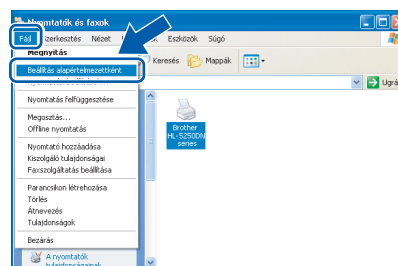 Nyomtatók és faxok
Fájl Szerkesztés Nézet Eszközök Súgó
Megnyitás
Beállítás alapértelmezettként
Keresés Mappák
Ugrá
Nyomtatás felfüggesztése
Megosztás...
Offline nyomtatás
Nyomtató hozzáadása
Kiszolgáló tulajdonságai
Faxszolgáltatás beállítása
Parancsikon létrehozása
Törlés
Átnevezés
Tulajdonságok
Bezárás
Brother
HL-5250DN
series
A nyomtatók
tulajdonságainak